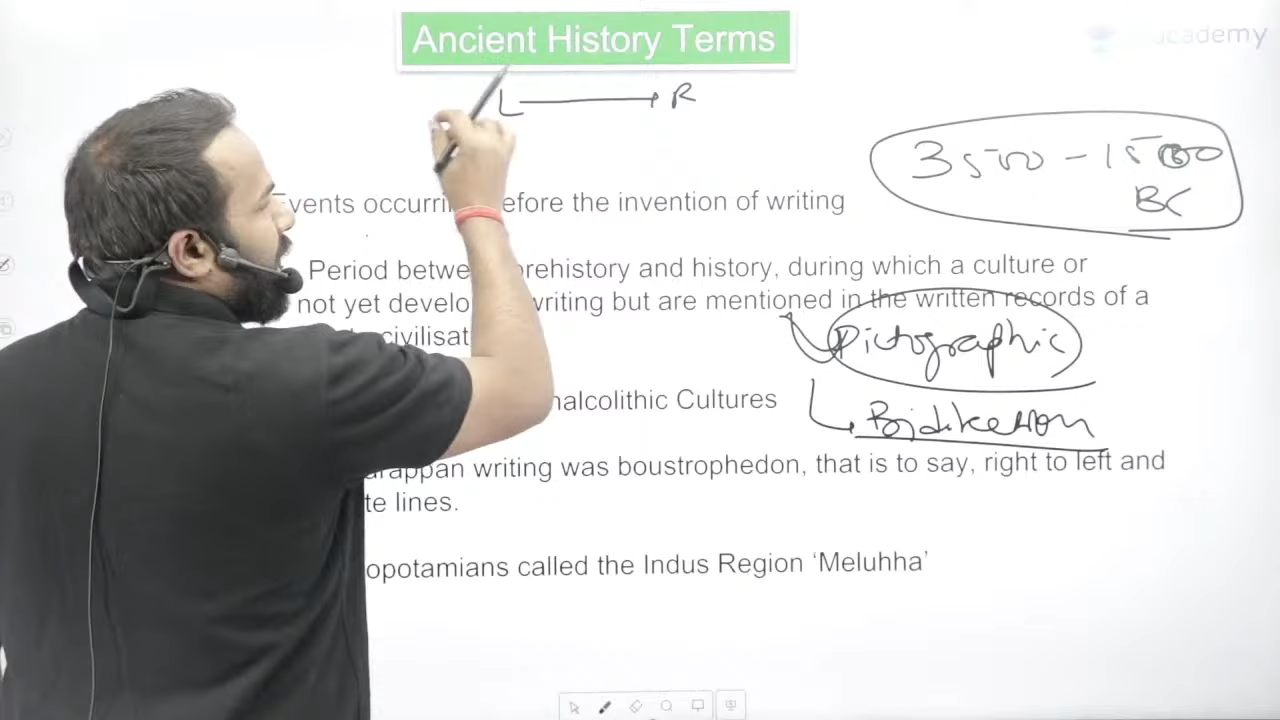 Ancient History Terms
academy
L R
3500 - 1500
BC
Events occurri efore the invention of writing
Period betwe prehistory and history, during which a culture or
not yet develo writing but are mentioned in the written records of a
civilisat
Pictographic
halcolithic Cultures
arappan writing was boustrophedon, that is to say, right to left and
te lines.
opotamians called the Indus Region ‘Meluhha’